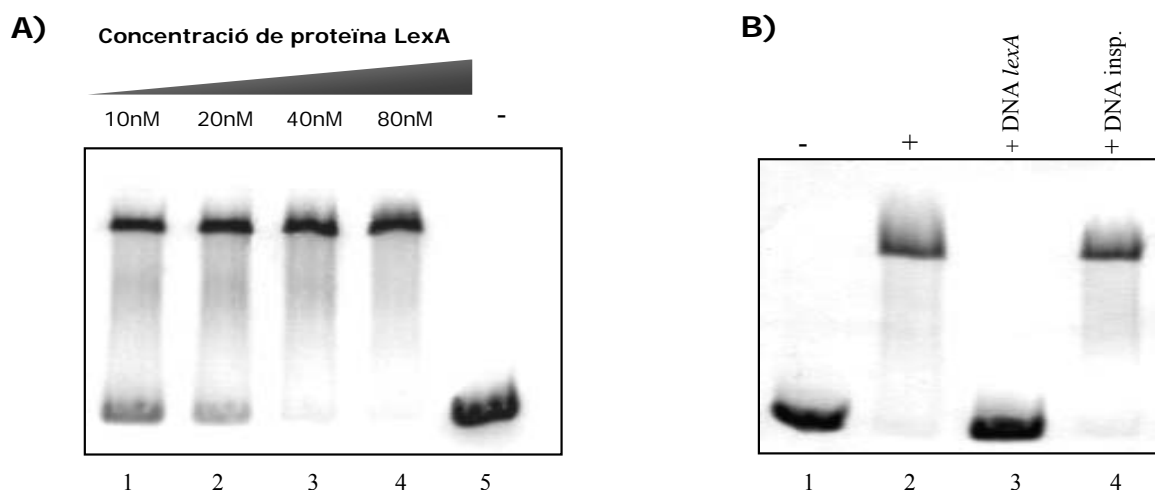 A)
Concentració de proteïna LexA
10nM 20nM 40nM 80nM -
1 2 3 4 5
B)
- + + DNA lexA + DNA insp.
1 2 3 4